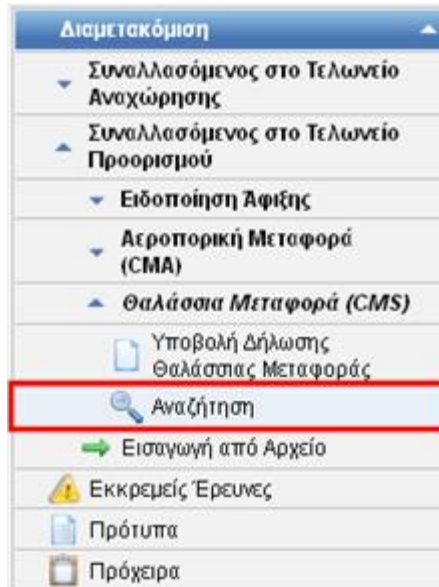 Διαμετακόμιση
Συναλλασόμενος στο Τελωνείο
Αναχώρησης
Συναλλασόμενος στο Τελωνείο
Προορισμού
Ειδοποίηση Άφιξης
Αεροπορική Μεταφορά
(CMA)
Θαλάσσια Μεταφορά (CMS)
Υποβολή Δήλωσης
Θαλάσσιας Μεταφοράς
Αναζήτηση
Εισαγωγή από Αρχείο
Εκκρεμείς Έρευνες
Πρότυπα
Πρόχειρα